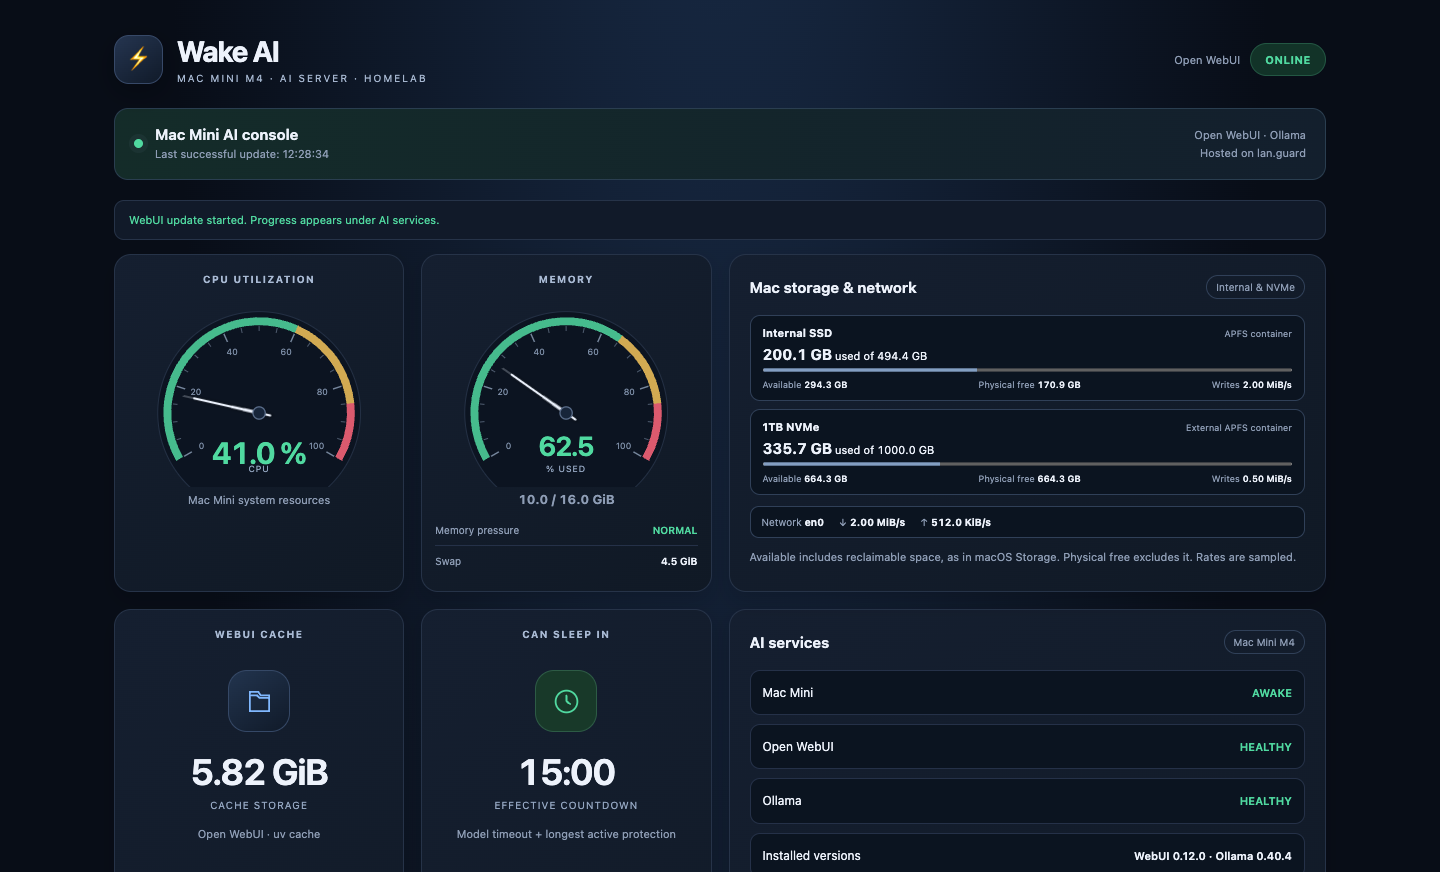 Wake AI
MAC MINI M4 · AI SERVER · HOMELAB
Open WebUI
ONLINE
Mac Mini AI console
Last successful update: 12:28:34
Open WebUI · Ollama
Hosted on lan.guard
WebUI update started. Progress appears under AI services.
CPU UTILIZATION
0
20
40
60
80
100
41.0 %
CPU
Mac Mini system resources
MEMORY
0
20
40
60
80
100
62.5
% USED
10.0 / 16.0 GiB
Memory pressure NORMAL
Swap 4.5 GiB
Mac storage & network
Internal & NVMe
Internal SSD APFS container
200.1 GB used of 494.4 GB
Available 294.3 GB Physical free 170.9 GB Writes 2.00 MiB/s
1TB NVMe External APFS container
335.7 GB used of 1000.0 GB
Available 664.3 GB Physical free 664.3 GB Writes 0.50 MiB/s
Network en0 ↓ 2.00 MiB/s ↑ 512.0 KiB/s
Available includes reclaimable space, as in macOS Storage. Physical free excludes it. Rates are sampled.
WEBUI CACHE
5.82 GiB
CACHE STORAGE
Open WebUI · uv cache
CAN SLEEP IN
15:00
EFFECTIVE COUNTDOWN
Model timeout + longest active protection
AI services
Mac Mini M4
Mac Mini AWAKE
Open WebUI HEALTHY
Ollama HEALTHY
Installed versions WebUI 0.12.0 · Ollama 0.40.4